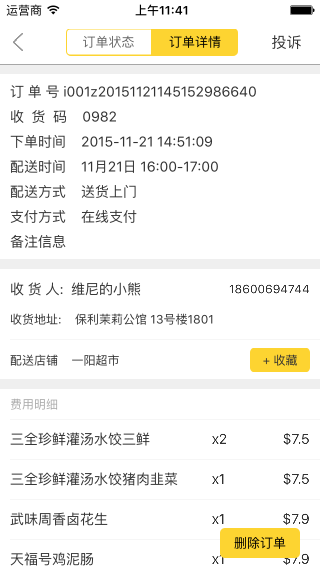 运营商 上午11:41
订单状态 订单详情 投诉
订 单 号 i001z20151121145152986640
收 货 码 0982
下单时间 2015-11-21 14:51:09
配送时间 11月21日 16:00-17:00
配送方式 送货上门
支付方式 在线支付
备注信息
收 货 人: 维尼的小熊 18600694744
收货地址: 保利茉莉公馆 13号楼1801
配送店铺 一阳超市 + 收藏
费用明细
三全珍鲜灌汤水饺三鲜 x2 $7.5
三全珍鲜灌汤水饺猪肉韭菜 x1 $7.5
武味周香卤花生 x1 $7.9
删除订单
天福号鸡泥肠 x1 $7.9